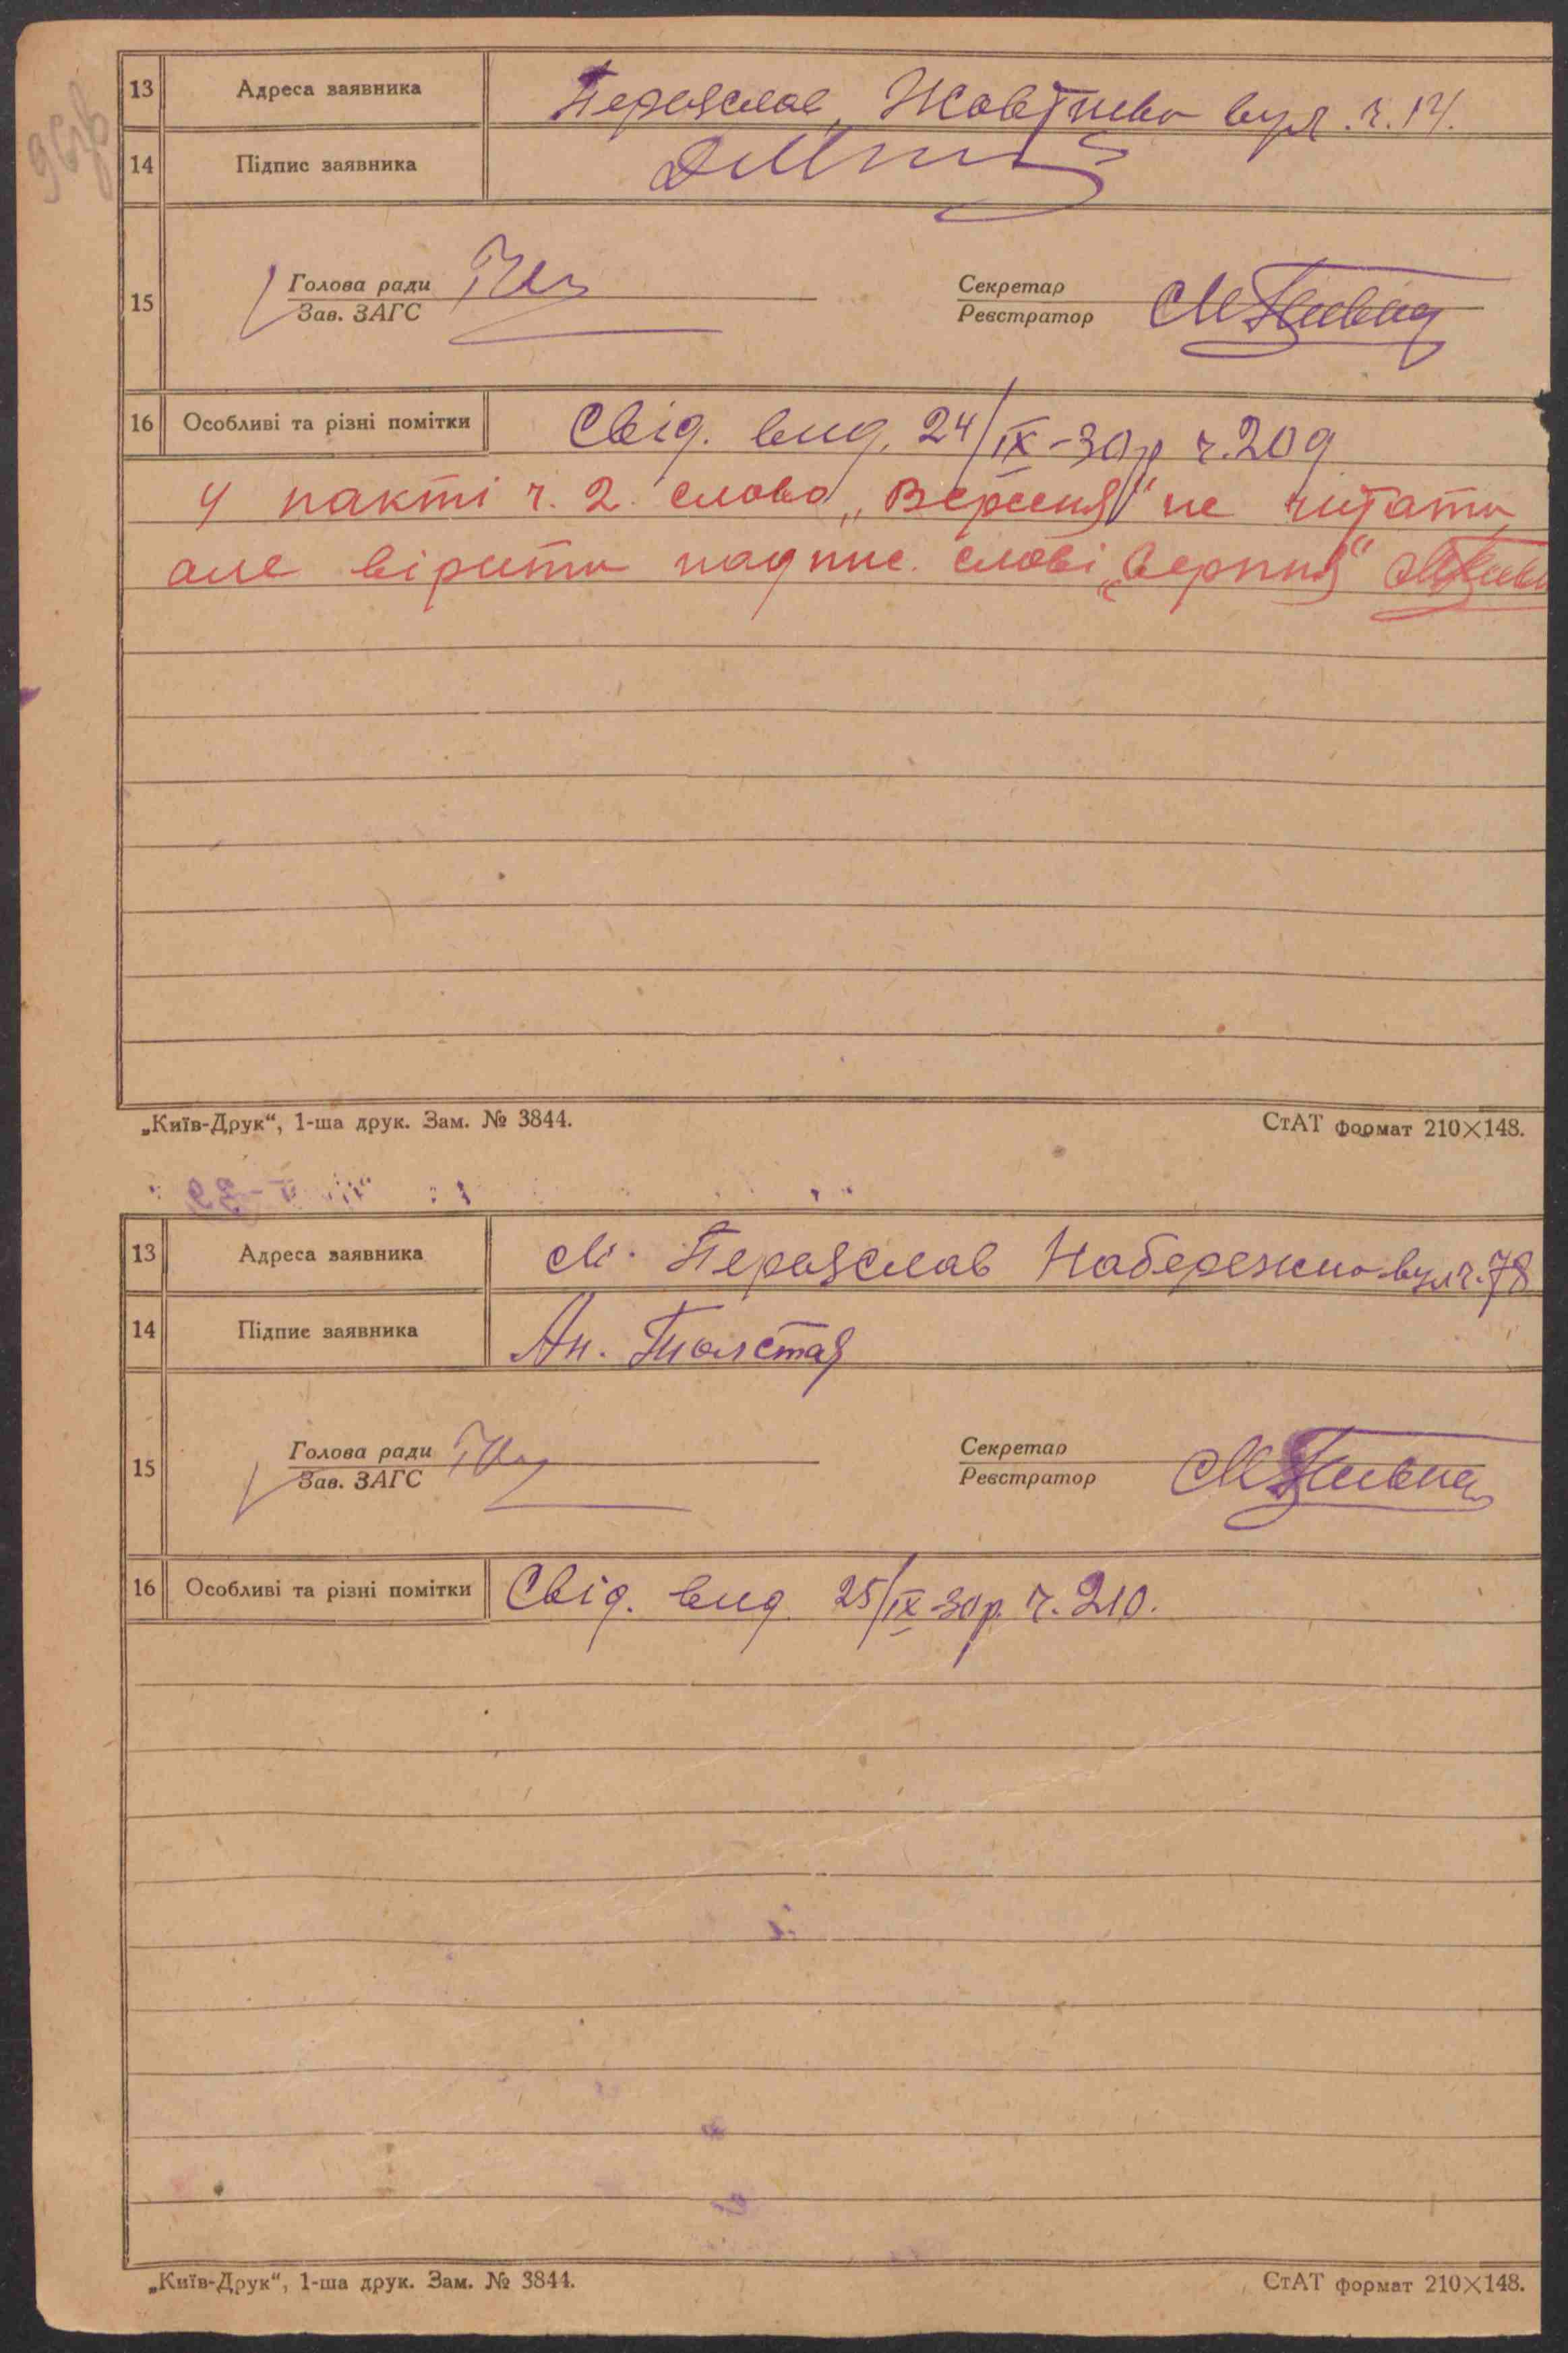 96зв
13 Адреса заявника Переяслав, Жовтнева вул. ч. 14.
14 Підпис заявника
15 Голова ради Секретар
Зав. ЗАГС Реєстратор
16 Особливі та різні помітки Свід. вид. 24/IX-30 р ч. 209
У пакті ч. 2. слово „Вересня" не читати,
але вірити надпис. слові „серпня"
„Київ-Друк“, 1-ша друк. Зам. № 3844. СтАТ формат 210×148.
13 Адреса заявника м. Переяслав Набережна вул ч. 78
14 Підпис заявника Ан. Толстая
15 Голова ради Секретар
Зав. ЗАГС Реєстратор
16 Особливі та різні помітки Свід. вид. 25/IX-30 р. ч. 210.
„Київ-Друк“, 1-ша друк. Зам. № 3844. СтАТ формат 210×148.